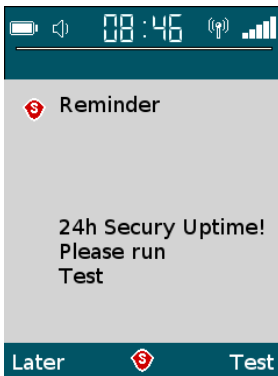 08:46
S Reminder
24h Secury Uptime!
Please run
Test
Later S Test